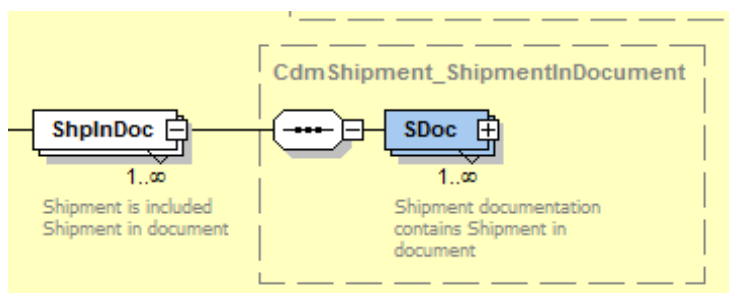 CdmShipment_ShipmentInDocument
ShpInDoc
SDoc
1..∞
1..∞
Shipment is included
Shipment in document
Shipment documentation
contains Shipment in
document